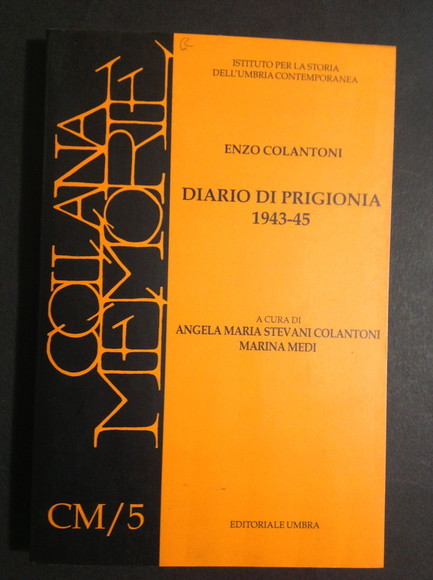 COLLANA
MEMORIE
CM/5
ISTITUTO PER LA STORIA
DELL'UMBRIA CONTEMPORANEA
ENZO COLANTONI
DIARIO DI PRIGIONIA
1943-45
A CURA DI
ANGELA MARIA STEVANI COLANTONI
MARINA MEDI
EDITORIALE UMBRA